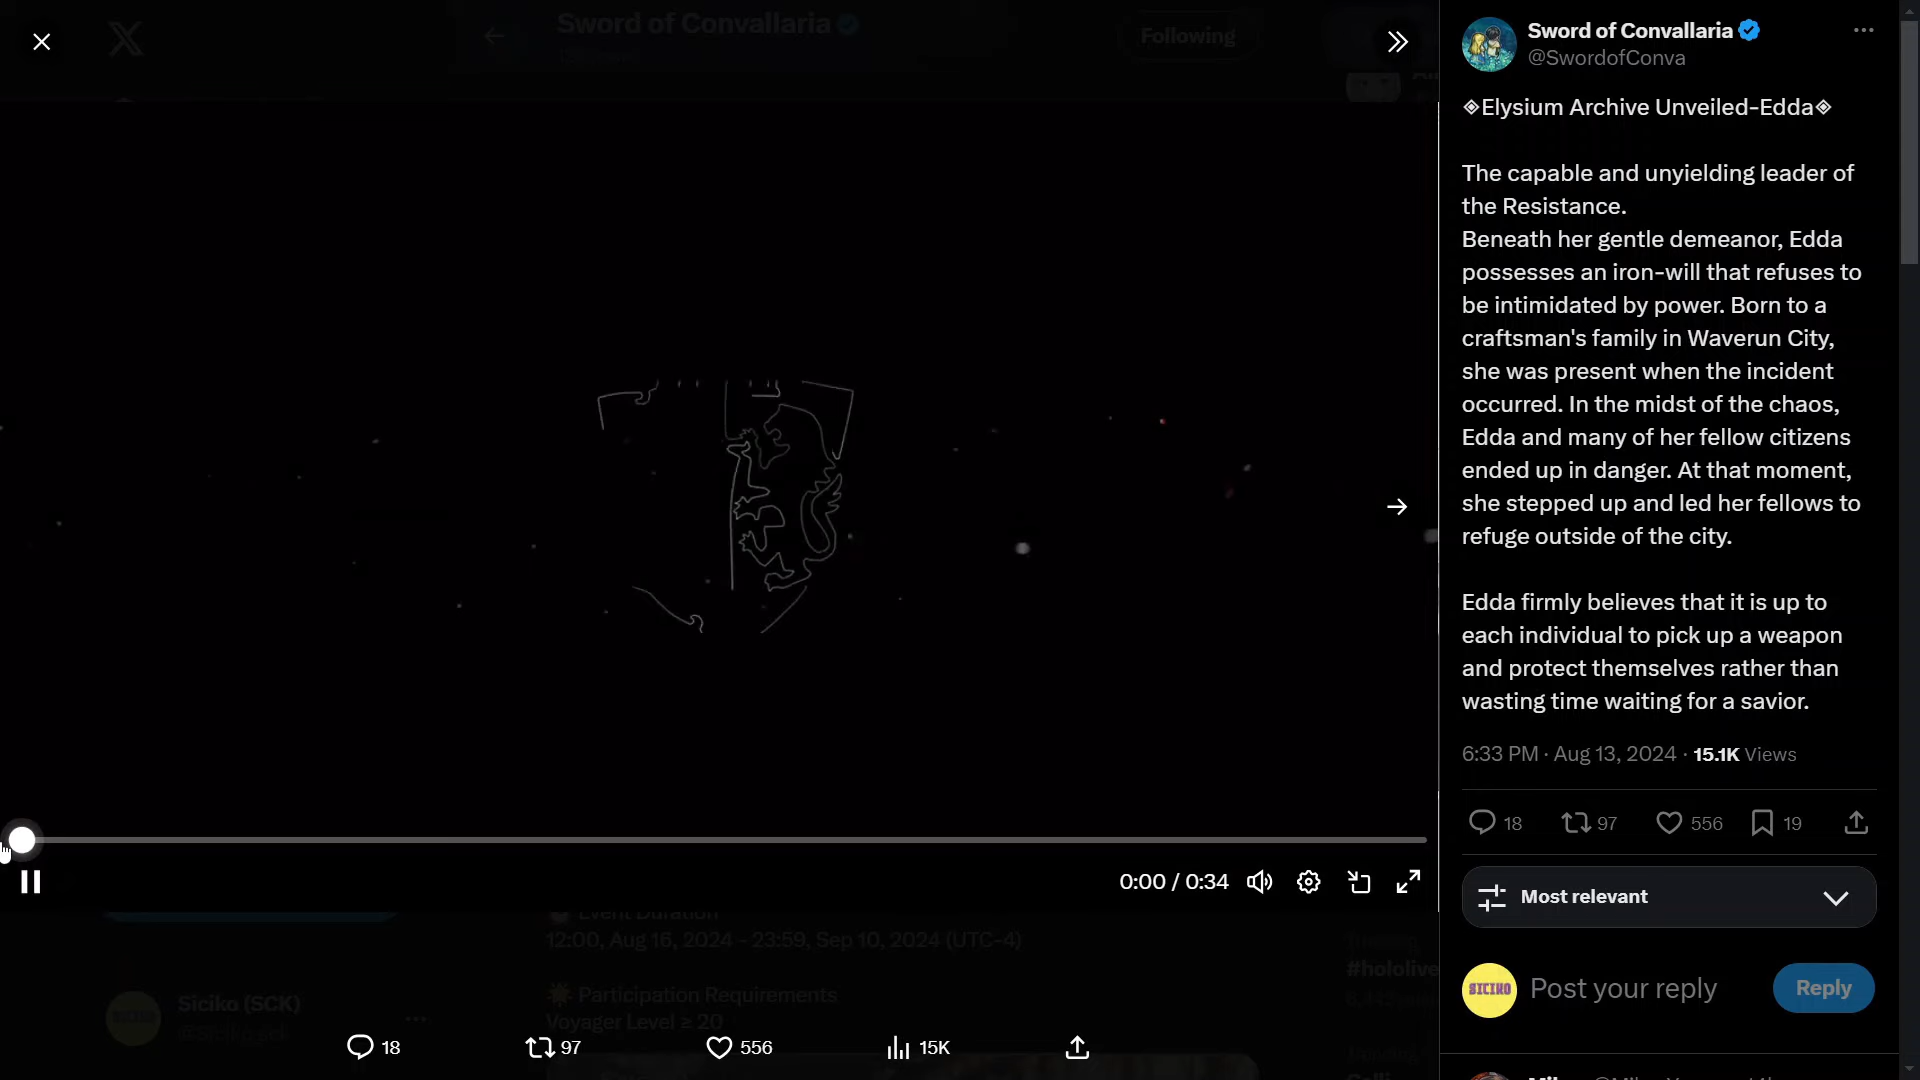 Sword of Convallaria
Following
Sword of Convallaria
@SwordofConva
◈Elysium Archive Unveiled-Edda◈
The capable and unyielding leader of
the Resistance.
Beneath her gentle demeanor, Edda
possesses an iron-will that refuses to
be intimidated by power. Born to a
craftsman's family in Waverun City,
she was present when the incident
occurred. In the midst of the chaos,
Edda and many of her fellow citizens
ended up in danger. At that moment,
she stepped up and led her fellows to
refuge outside of the city.
Edda firmly believes that it is up to
each individual to pick up a weapon
and protect themselves rather than
wasting time waiting for a savior.
6:33 PM · Aug 13, 2024 · 15.1K Views
18 97 556 19
Most relevant
SICIKO
Post your reply
Reply
0:00 / 0:34
Event Duration
12:00, Aug 16, 2024 - 23:59, Sep 10, 2024 (UTC-4)
#hololive
Participation Requirements
Voyager Level ≥ 20
Siciko (SCK)
18 97 556 15K